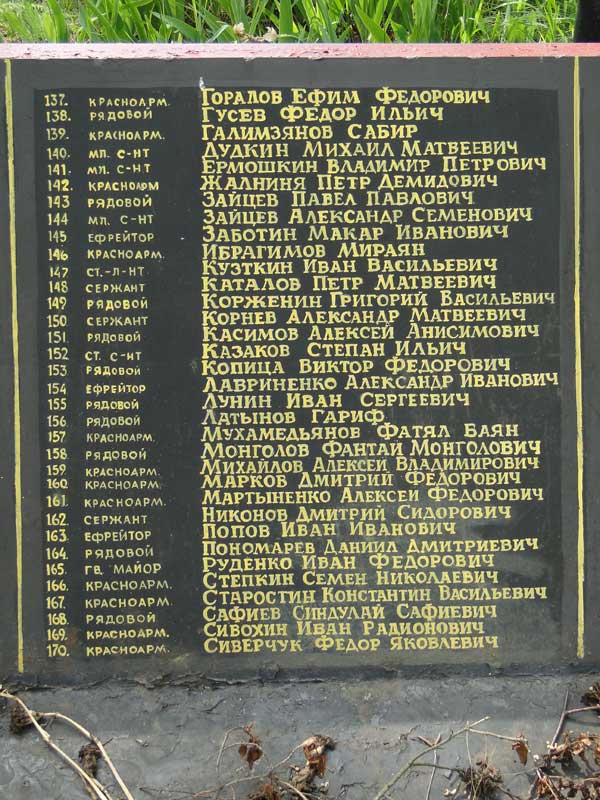 137. КРАСНОАРМ. ГОРАЛОВ ЕФИМ ФЕДОРОВИЧ
138. РЯДОВОЙ ГУСЕВ ФЕДОР ИЛЬИЧ
139. КРАСНОАРМ. ГАЛИМЗЯНОВ САБИР
140. МЛ. С-НТ ДУДКИН МИХАИЛ МАТВЕЕВИЧ
141. МЛ. С-НТ ЕРМОШКИН ВЛАДИМИР ПЕТРОВИЧ
142. КРАСНОАРМ ЖАЛНИНЯ ПЕТР ДЕМИДОВИЧ
143 РЯДОВОЙ ЗАЙЦЕВ ПАВЕЛ ПАВЛОВИЧ
144 МЛ. С-НТ ЗАЙЦЕВ АЛЕКСАНДР СЕМЕНОВИЧ
145 ЕФРЕЙТОР ЗАБОТИН МАКАР ИВАНОВИЧ
146 КРАСНОАРМ. ИБРАГИМОВ МИРАЯН
147 СТ.-Л-НТ КУЗТКИН ИВАН ВАСИЛЬЕВИЧ
148 СЕРЖАНТ КАТАЛОВ ПЕТР МАТВЕЕВИЧ
149 РЯДОВОЙ КОРЖЕНИН ГРИГОРИЙ ВАСИЛЬЕВИЧ
150 СЕРЖАНТ КОРНЕВ АЛЕКСАНДР МАТВЕЕВИЧ
151. РЯДОВОЙ КАСИМОВ АЛЕКСЕЙ АНИСИМОВИЧ
152 СТ. С-НТ КАЗАКОВ СТЕПАН ИЛЬИЧ
153 РЯДОВОЙ КОПИЦА ВИКТОР ФЕДОРОВИЧ
154 ЕФРЕЙТОР ЛАВРИНЕНКО АЛЕКСАНДР ИВАНОВИЧ
155 РЯДОВОЙ ЛУНИН ИВАН СЕРГЕЕВИЧ
156. РЯДОВОЙ ЛАТЫНОВ ГАРИФ
157 КРАСНОАРМ. МУХАМЕДЬЯНОВ ФАТЯЛ БАЯН
158 РЯДОВОЙ МОНГОЛОВ ФАНТАЙ МОНГОЛОВИЧ
159 КРАСНОАРМ. МИХАЙЛОВ АЛЕКСЕЙ ВЛАДИМИРОВИЧ
160. КРАСНОАРМ. МАРКОВ ДМИТРИЙ ФЕДОРОВИЧ
161. КРАСНОАРМ. МАРТЫНЕНКО АЛЕКСЕЙ ФЕДОРОВИЧ
162. СЕРЖАНТ НИКОНОВ ДМИТРИЙ СИДОРОВИЧ
163. ЕФРЕЙТОР ПОПОВ ИВАН ИВАНОВИЧ
164. РЯДОВОЙ ПОНОМАРЕВ ДАНИИЛ ДМИТРИЕВИЧ
165. ГВ. МАЙОР РУДЕНКО ИВАН ФЕДОРОВИЧ
166. КРАСНОАРМ. СТЕПКИН СЕМЕН НИКОЛАЕВИЧ
167. КРАСНОАРМ. СТАРОСТИН КОНСТАНТИН ВАСИЛЬЕВИЧ
168. РЯДОВОЙ САФИЕВ СИНДУЛАЙ САФИЕВИЧ
169. КРАСНОАРМ. СИВОХИН ИВАН РАДИОНОВИЧ
170. КРАСНОАРМ. СИВЕРЧУК ФЕДОР ЯКОВЛЕВИЧ